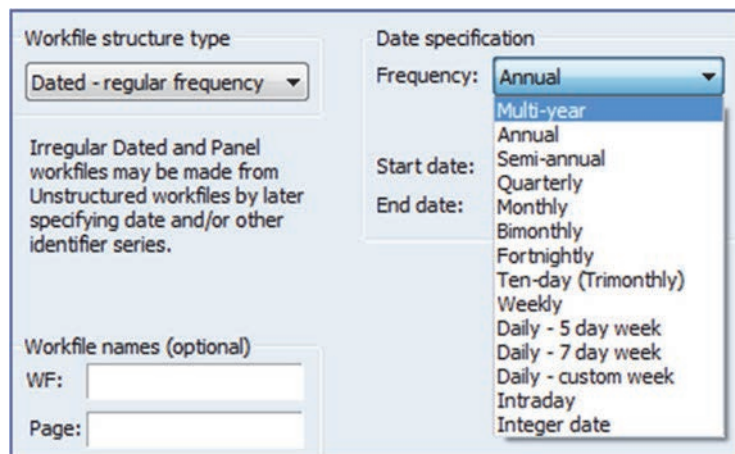 Workfile structure type
Dated - regular frequency
Irregular Dated and Panel
workfiles may be made from
Unstructured workfiles by later
specifying date and/or other
identifier series.
Workfile names (optional)
WF:
Page:
Date specification
Frequency: Annual
Multi-year
Annual
Semi-annual
Quarterly
Monthly
Bimonthly
Fortnightly
Ten-day (Trimonthly)
Weekly
Daily - 5 day week
Daily - 7 day week
Daily - custom week
Intraday
Integer date
Start date:
End date: